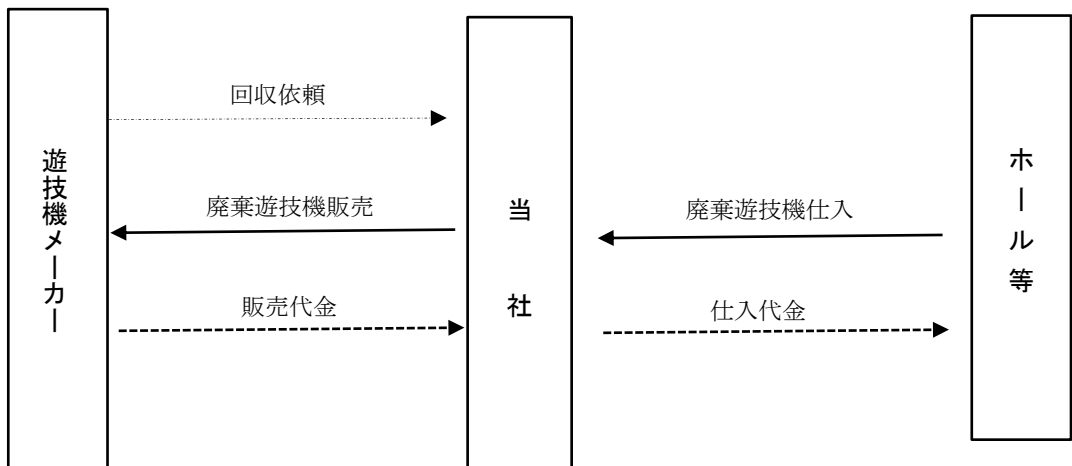 遊技機メーカー
回収依頼
廃棄遊技機販売
販売代金
当社
廃棄遊技機仕入
仕入代金
ホール等